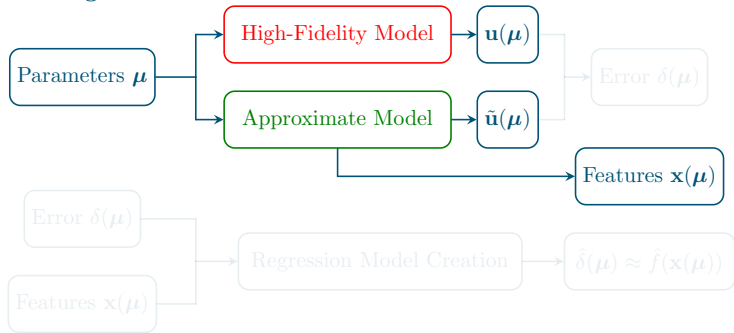 High-Fidelity Model
u(μ)
Parameters μ
Error δ(μ)
Approximate Model
ũ(μ)
Features x(μ)
Error δ(μ)
Regression Model Creation
δ̂(μ) ≈ f̂(x(μ))
Features x(μ)